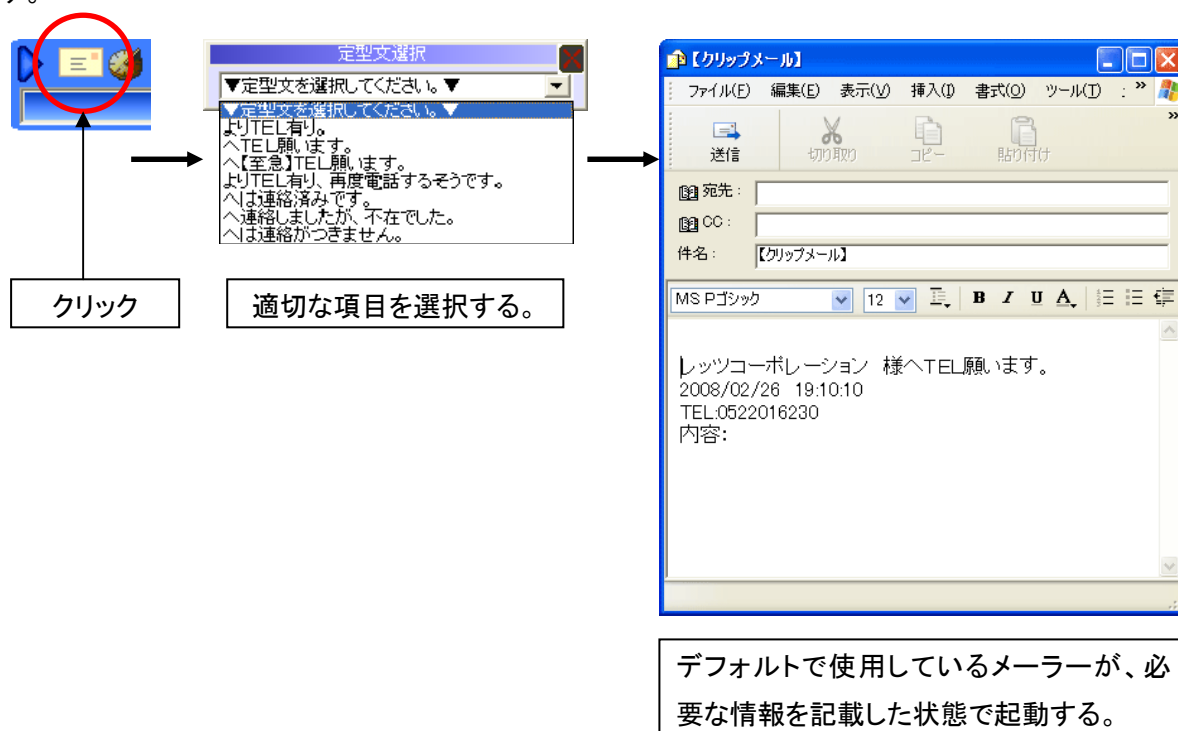 す。
定型文選択
▼定型文を選択してください。▼
▼定型文を選択してください。▼
よりTEL有り。
へTEL願います。
へ【至急】TEL願います。
よりTEL有り、再度電話するそうです。
へは連絡済みです。
へ連絡しましたが、不在でした。
へは連絡がつきません。
クリック
適切な項目を選択する。
【クリップメール】
ファイル(F) 編集(E) 表示(V) 挿入(I) 書式(O) ツール(T) : »
»
送信 切り取り コピー 貼り付け
宛先:
CC:
件名: 【クリップメール】
MS Pゴシック 12 B I U A
レッツコーポレーション 様へTEL願います。
2008/02/26 19:10:10
TEL:0522016230
内容:
デフォルトで使用しているメーラーが、必
要な情報を記載した状態で起動する。